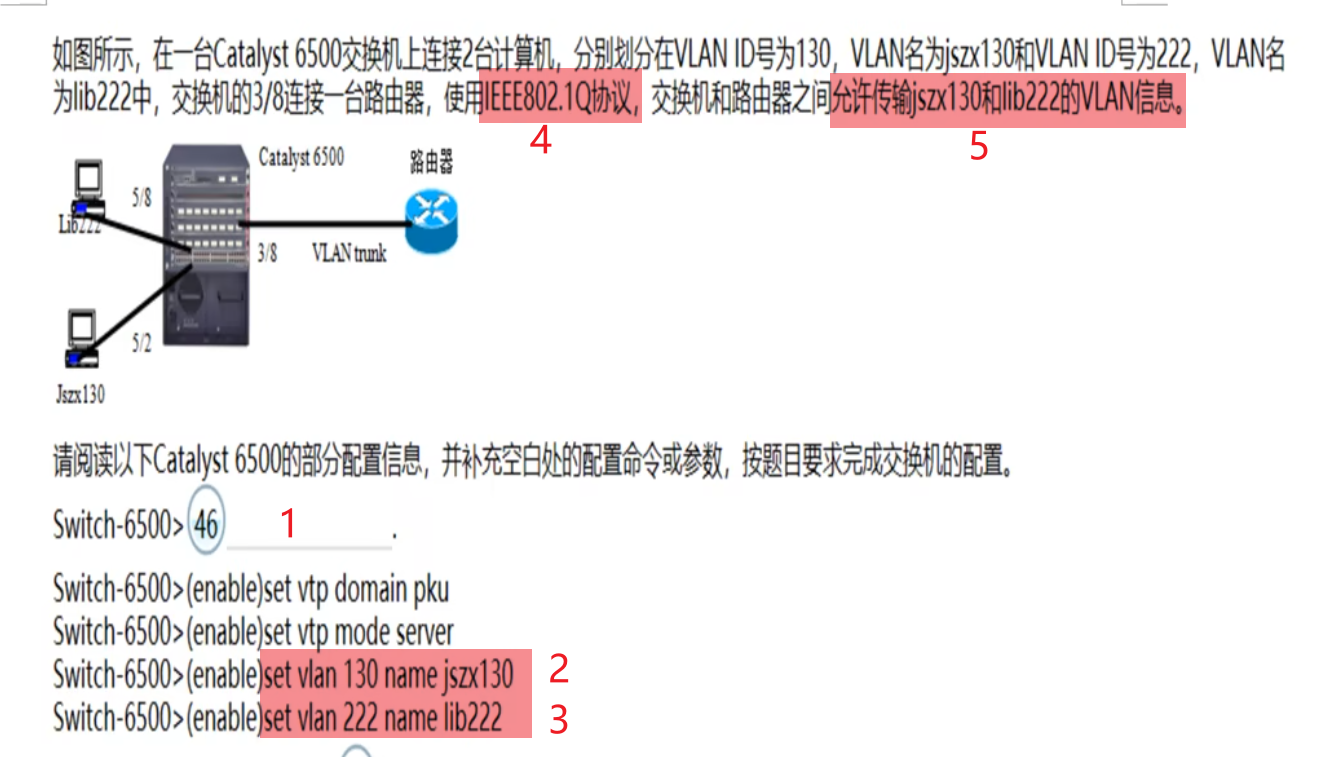 如图所示，在一台Catalyst 6500交换机上连接2台计算机，分别划分在VLAN ID号为130，VLAN名为jszx130和VLAN ID号为222，VLAN名
为lib222中，交换机的3/8连接一台路由器，使用IEEE802.1Q协议，交换机和路由器之间允许传输jszx130和lib222的VLAN信息。
4
5
Catalyst 6500
路由器
5/8
Lib222
3/8
VLAN trunk
5/2
Jszx130
请阅读以下Catalyst 6500的部分配置信息，并补充空白处的配置命令或参数，按题目要求完成交换机的配置。
Switch-6500> 46 1 .
Switch-6500>(enable)set vtp domain pku
Switch-6500>(enable)set vtp mode server
Switch-6500>(enable)set vlan 130 name jszx130 2
Switch-6500>(enable)set vlan 222 name lib222 3